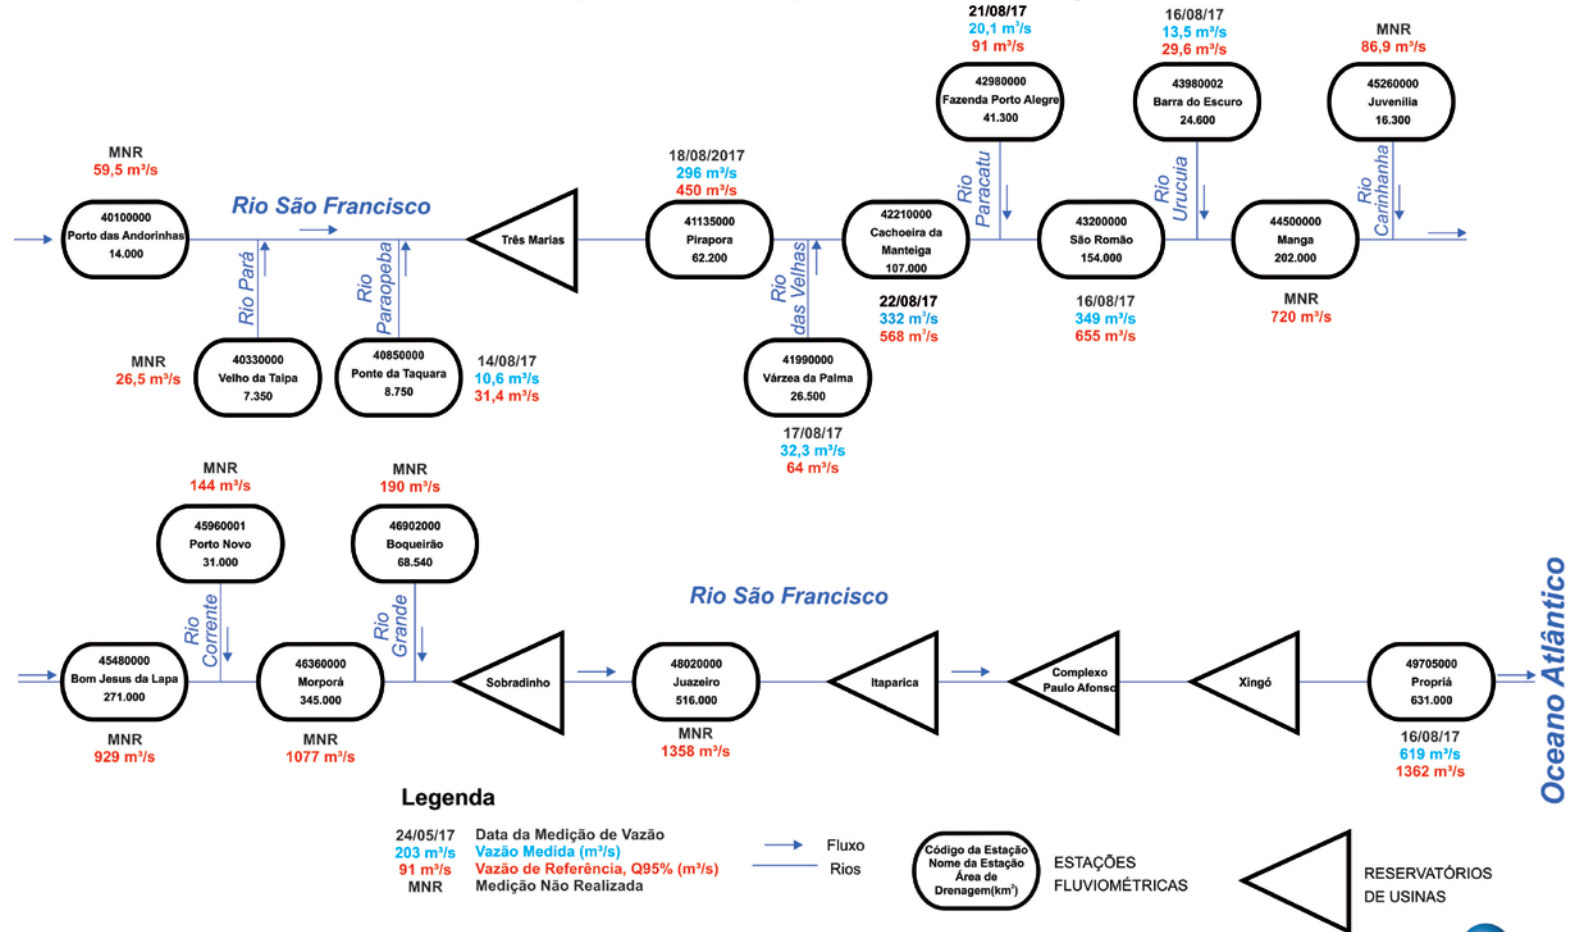 21/08/17
20,1 m³/s
91 m³/s
16/08/17
13,5 m³/s
29,6 m³/s
MNR
86,9 m³/s
42980000
Fazenda Porto Alegre
41.300
43980002
Barra do Escuro
24.600
45260000
Juvenília
16.300
MNR
59,5 m³/s
18/08/2017
296 m³/s
450 m³/s
Rio
Paracatu
Rio
Urucuia
Rio
Carinhanha
40100000
Porto das Andorinhas
14.000
Rio São Francisco
Três Marias
41135000
Pirapora
62.200
42210000
Cachoeira da
Manteiga
107.000
43200000
São Romão
154.000
44500000
Manga
202.000
Rio Pará
Rio
Paraopeba
Rio
das Velhas
22/08/17
332 m³/s
568 m³/s
16/08/17
349 m³/s
655 m³/s
MNR
720 m³/s
MNR
26,5 m³/s
40330000
Velho da Taipa
7.350
40850000
Ponte da Taquara
8.750
14/08/17
10,6 m³/s
31,4 m³/s
41990000
Várzea da Palma
26.500
17/08/17
32,3 m³/s
64 m³/s
MNR
144 m³/s
MNR
190 m³/s
45960001
Porto Novo
31.000
46902000
Boqueirão
68.540
Rio
Corrente
Rio
Grande
Rio São Francisco
Oceano Atlântico
45480000
Bom Jesus da Lapa
271.000
46360000
Morporá
345.000
Sobradinho
48020000
Juazeiro
516.000
Itaparica
Complexo
Paulo Afonso
Xingó
49705000
Propriá
631.000
MNR
929 m³/s
MNR
1077 m³/s
MNR
1358 m³/s
16/08/17
619 m³/s
1362 m³/s
Legenda
24/05/17 Data da Medição de Vazão
203 m³/s Vazão Medida (m³/s)
91 m³/s Vazão de Referência, Q95% (m³/s)
MNR Medição Não Realizada
Fluxo
Rios
Código da Estação
Nome da Estação
Área de
Drenagem(km²)
ESTAÇÕES
FLUVIOMÉTRICAS
RESERVATÓRIOS
DE USINAS